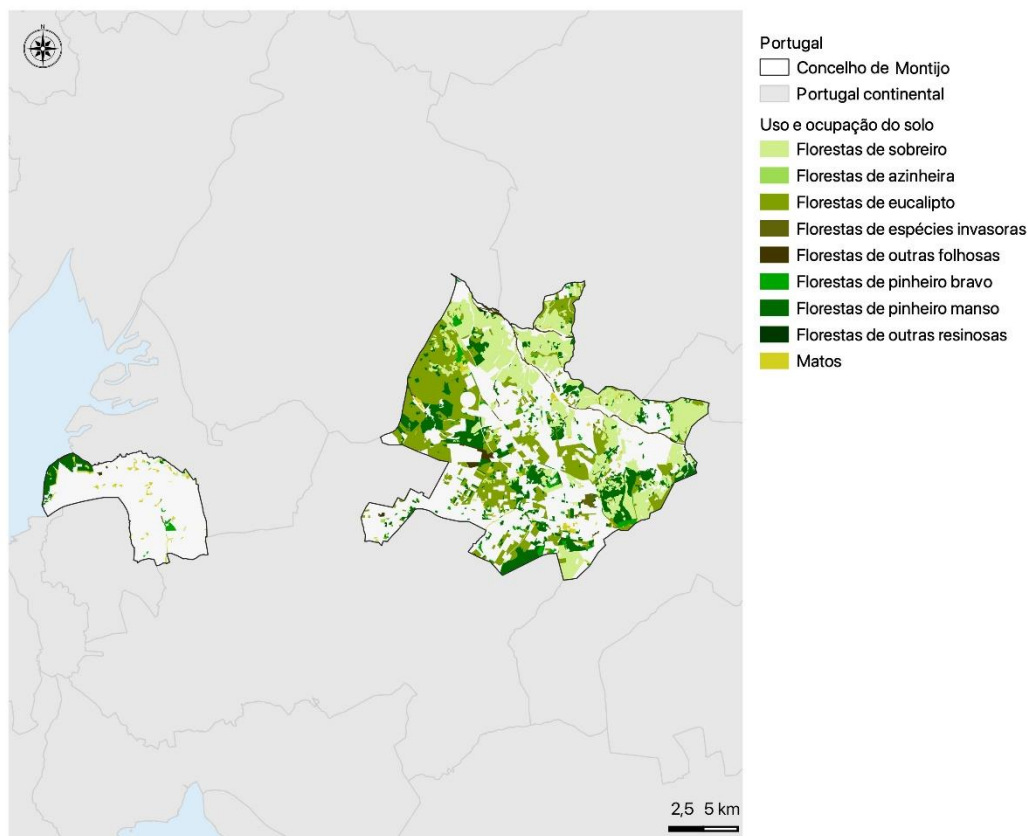 N
Portugal
Concelho de Montijo
Portugal continental
Uso e ocupação do solo
Florestas de sobreiro
Florestas de azinheira
Florestas de eucalipto
Florestas de espécies invasoras
Florestas de outras folhosas
Florestas de pinheiro bravo
Florestas de pinheiro manso
Florestas de outras resinosas
Matos
2,5 5 km